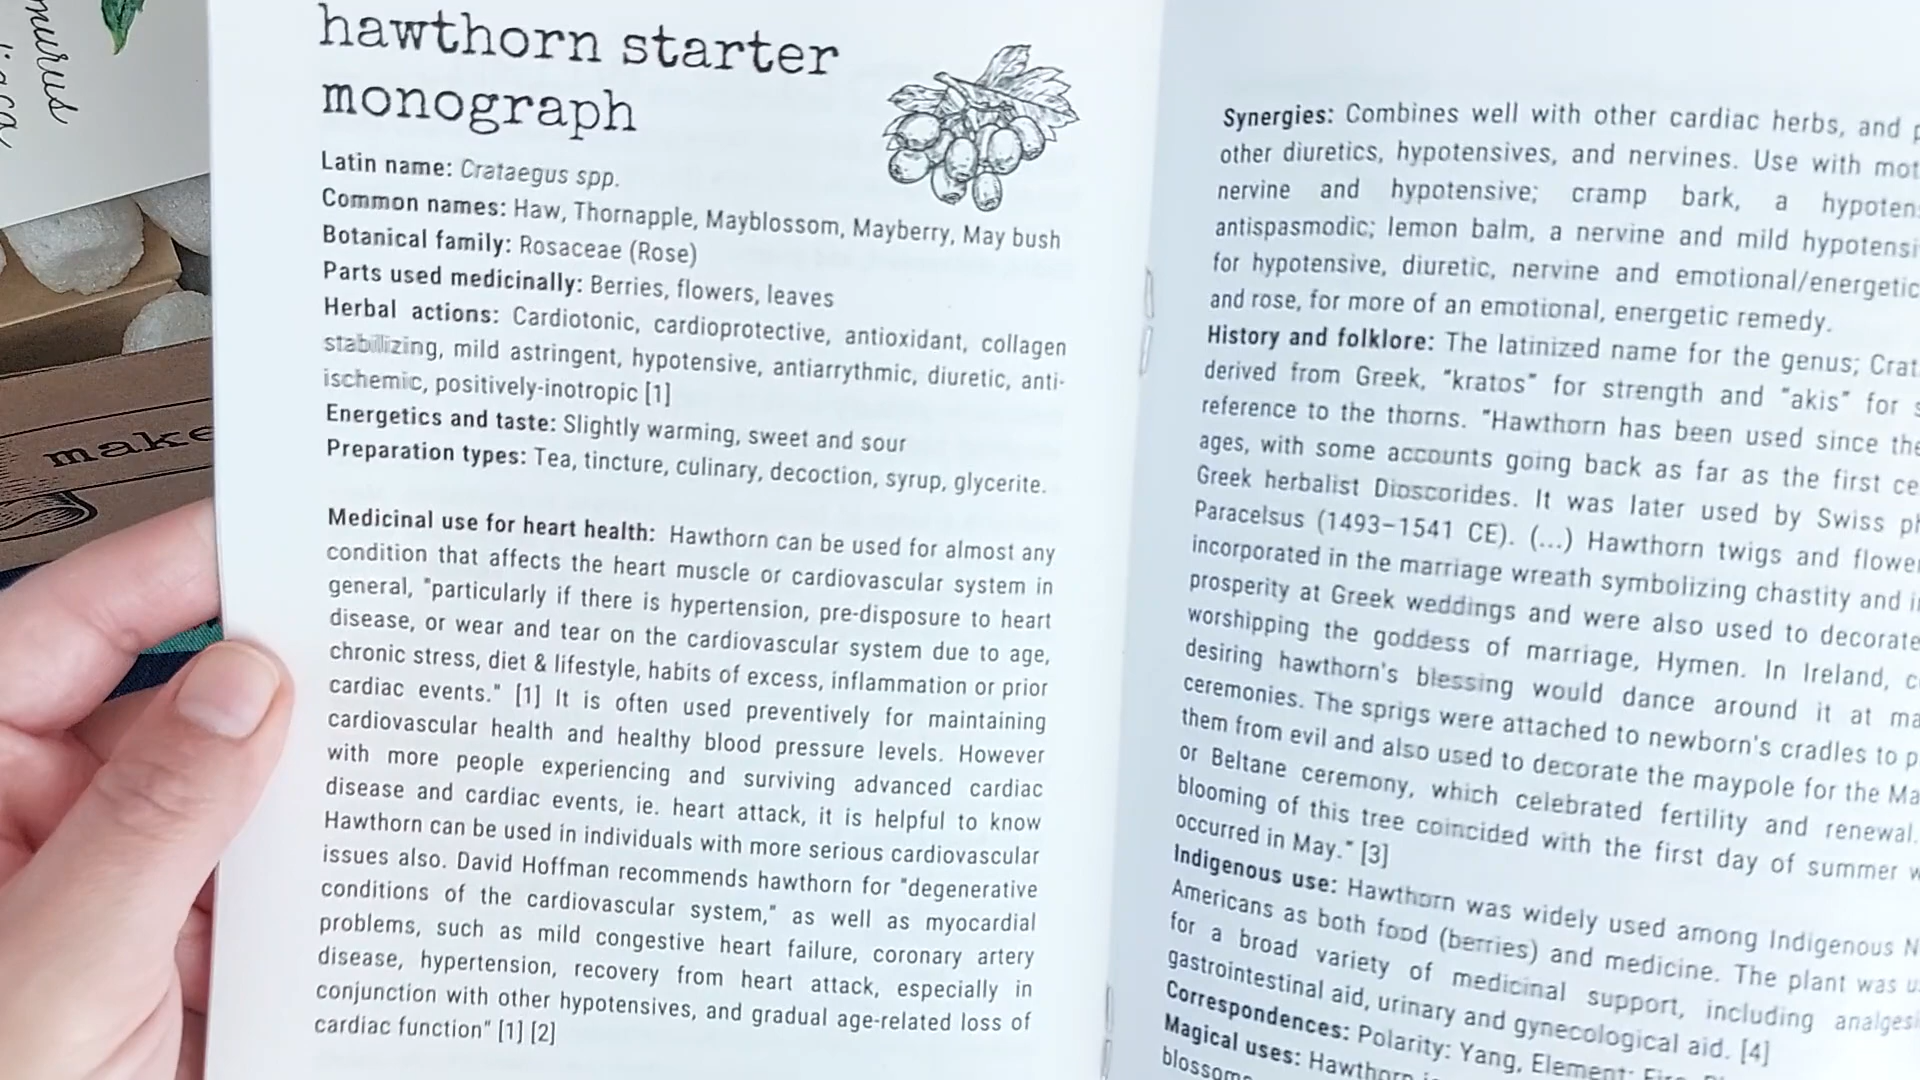 murus
make
hawthorn starter
monograph
Latin name: Crataegus spp.
Common names: Haw, Thornapple, Mayblossom, Mayberry, May bush
Botanical family: Rosaceae (Rose)
Parts used medicinally: Berries, flowers, leaves
Herbal actions: Cardiotonic, cardioprotective, antioxidant, collagen
stabillizing, mild astringent, hypotensive, antiarrythmic, diuretic, anti-
ischemic, positively-inotropic [1]
Energetics and taste: Slightly warming, sweet and sour
Preparation types: Tea, tincture, culinary, decoction, syrup, glycerite.
Medicinal use for heart health: Hawthorn can be used for almost any
condition that affects the heart muscle or cardiovascular system in
general, "particularly if there is hypertension, pre-disposure to heart
disease, or wear and tear on the cardiovascular system due to age,
chronic stress, diet & lifestyle, habits of excess, inflammation or prior
cardiac events." [1] It is often used preventively for maintaining
cardiovascular health and healthy blood pressure levels. However
with more people experiencing and surviving advanced cardiac
disease and cardiac events, ie. heart attack, it is helpful to know
Hawthorn can be used in individuals with more serious cardiovascular
issues also. David Hoffman recommends hawthorn for "degenerative
conditions of the cardiovascular system," as well as myocardial
problems, such as mild congestive heart failure, coronary artery
disease, hypertension, recovery from heart attack, especially in
conjunction with other hypotensives, and gradual age-related loss of
cardiac function" [1] [2]
Synergies: Combines well with other cardiac herbs, and
other diuretics, hypotensives, and nervines. Use with mot
nervine and hypotensive; cramp bark, a hypoten
antispasmodic; lemon balm, a nervine and mild hypotensi
for hypotensive, diuretic, nervine and emotional/energetic
and rose, for more of an emotional, energetic remedy.
History and folklore: The latinized name for the genus; Crat
derived from Greek, "kratos" for strength and "akis" for
reference to the thorns. "Hawthorn has been used since the
ages, with some accounts going back as far as the first ce
Greek herbalist Dioscorides. It was later used by Swiss ph
Paracelsus (1493–1541 CE). (...) Hawthorn twigs and flower
incorporated in the marriage wreath symbolizing chastity and
prosperity at Greek weddings and were also used to decorate
worshipping the goddess of marriage, Hymen. In Ireland, c
desiring hawthorn's blessing would dance around it at ma
ceremonies. The sprigs were attached to newborn's cradles to p
them from evil and also used to decorate the maypole for the Ma
or Beltane ceremony, which celebrated fertility and renewal.
blooming of this tree coincided with the first day of summer w
occurred in May." [3]
Indigenous use: Hawthorn was widely used among Indigenous N
Americans as both food (berries) and medicine. The plant was u
for a broad variety of medicinal support, including analges
gastrointestinal aid, urinary and gynecological aid. [4]
Correspondences: Polarity: Yang, Element: Fire,
Magical uses: Hawthorn
blossoms